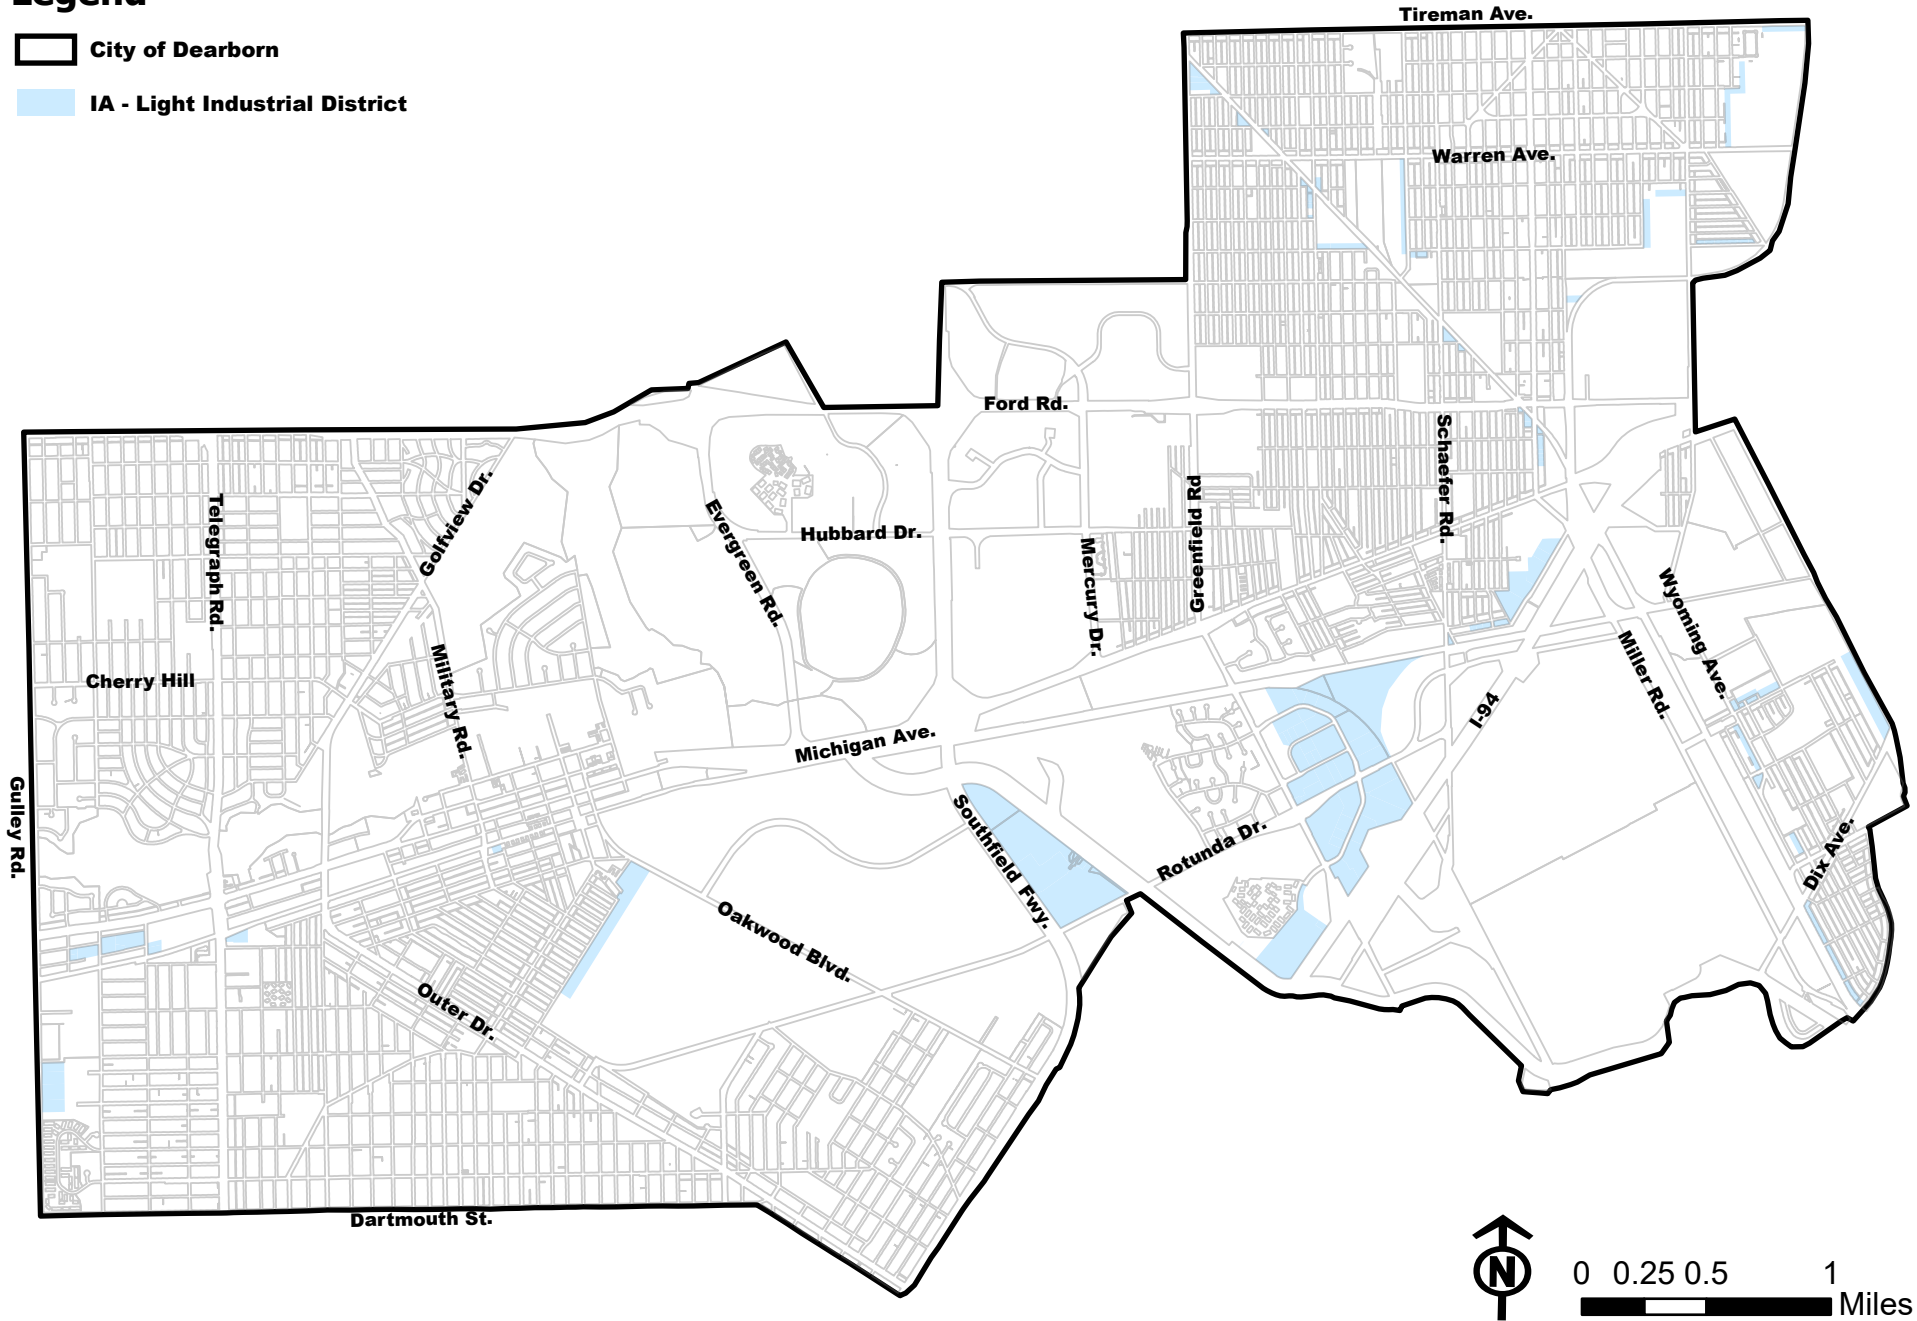 Legend
City of Dearborn
IA - Light Industrial District
Tireman Ave.
Warren Ave.
Ford Rd.
Schaefer Rd.
Telegraph Rd.
Golfview Dr.
Evergreen Rd.
Hubbard Dr.
Mercury Dr.
Greenfield Rd
Wyoming Ave.
Miller Rd.
Cherry Hill
Military Rd.
I-94
Michigan Ave.
Gulley Rd.
Southfield Fwy.
Rotunda Dr.
Dix Ave.
Oakwood Blvd.
Outer Dr.
Dartmouth St.
N
0 0.25 0.5 1
Miles